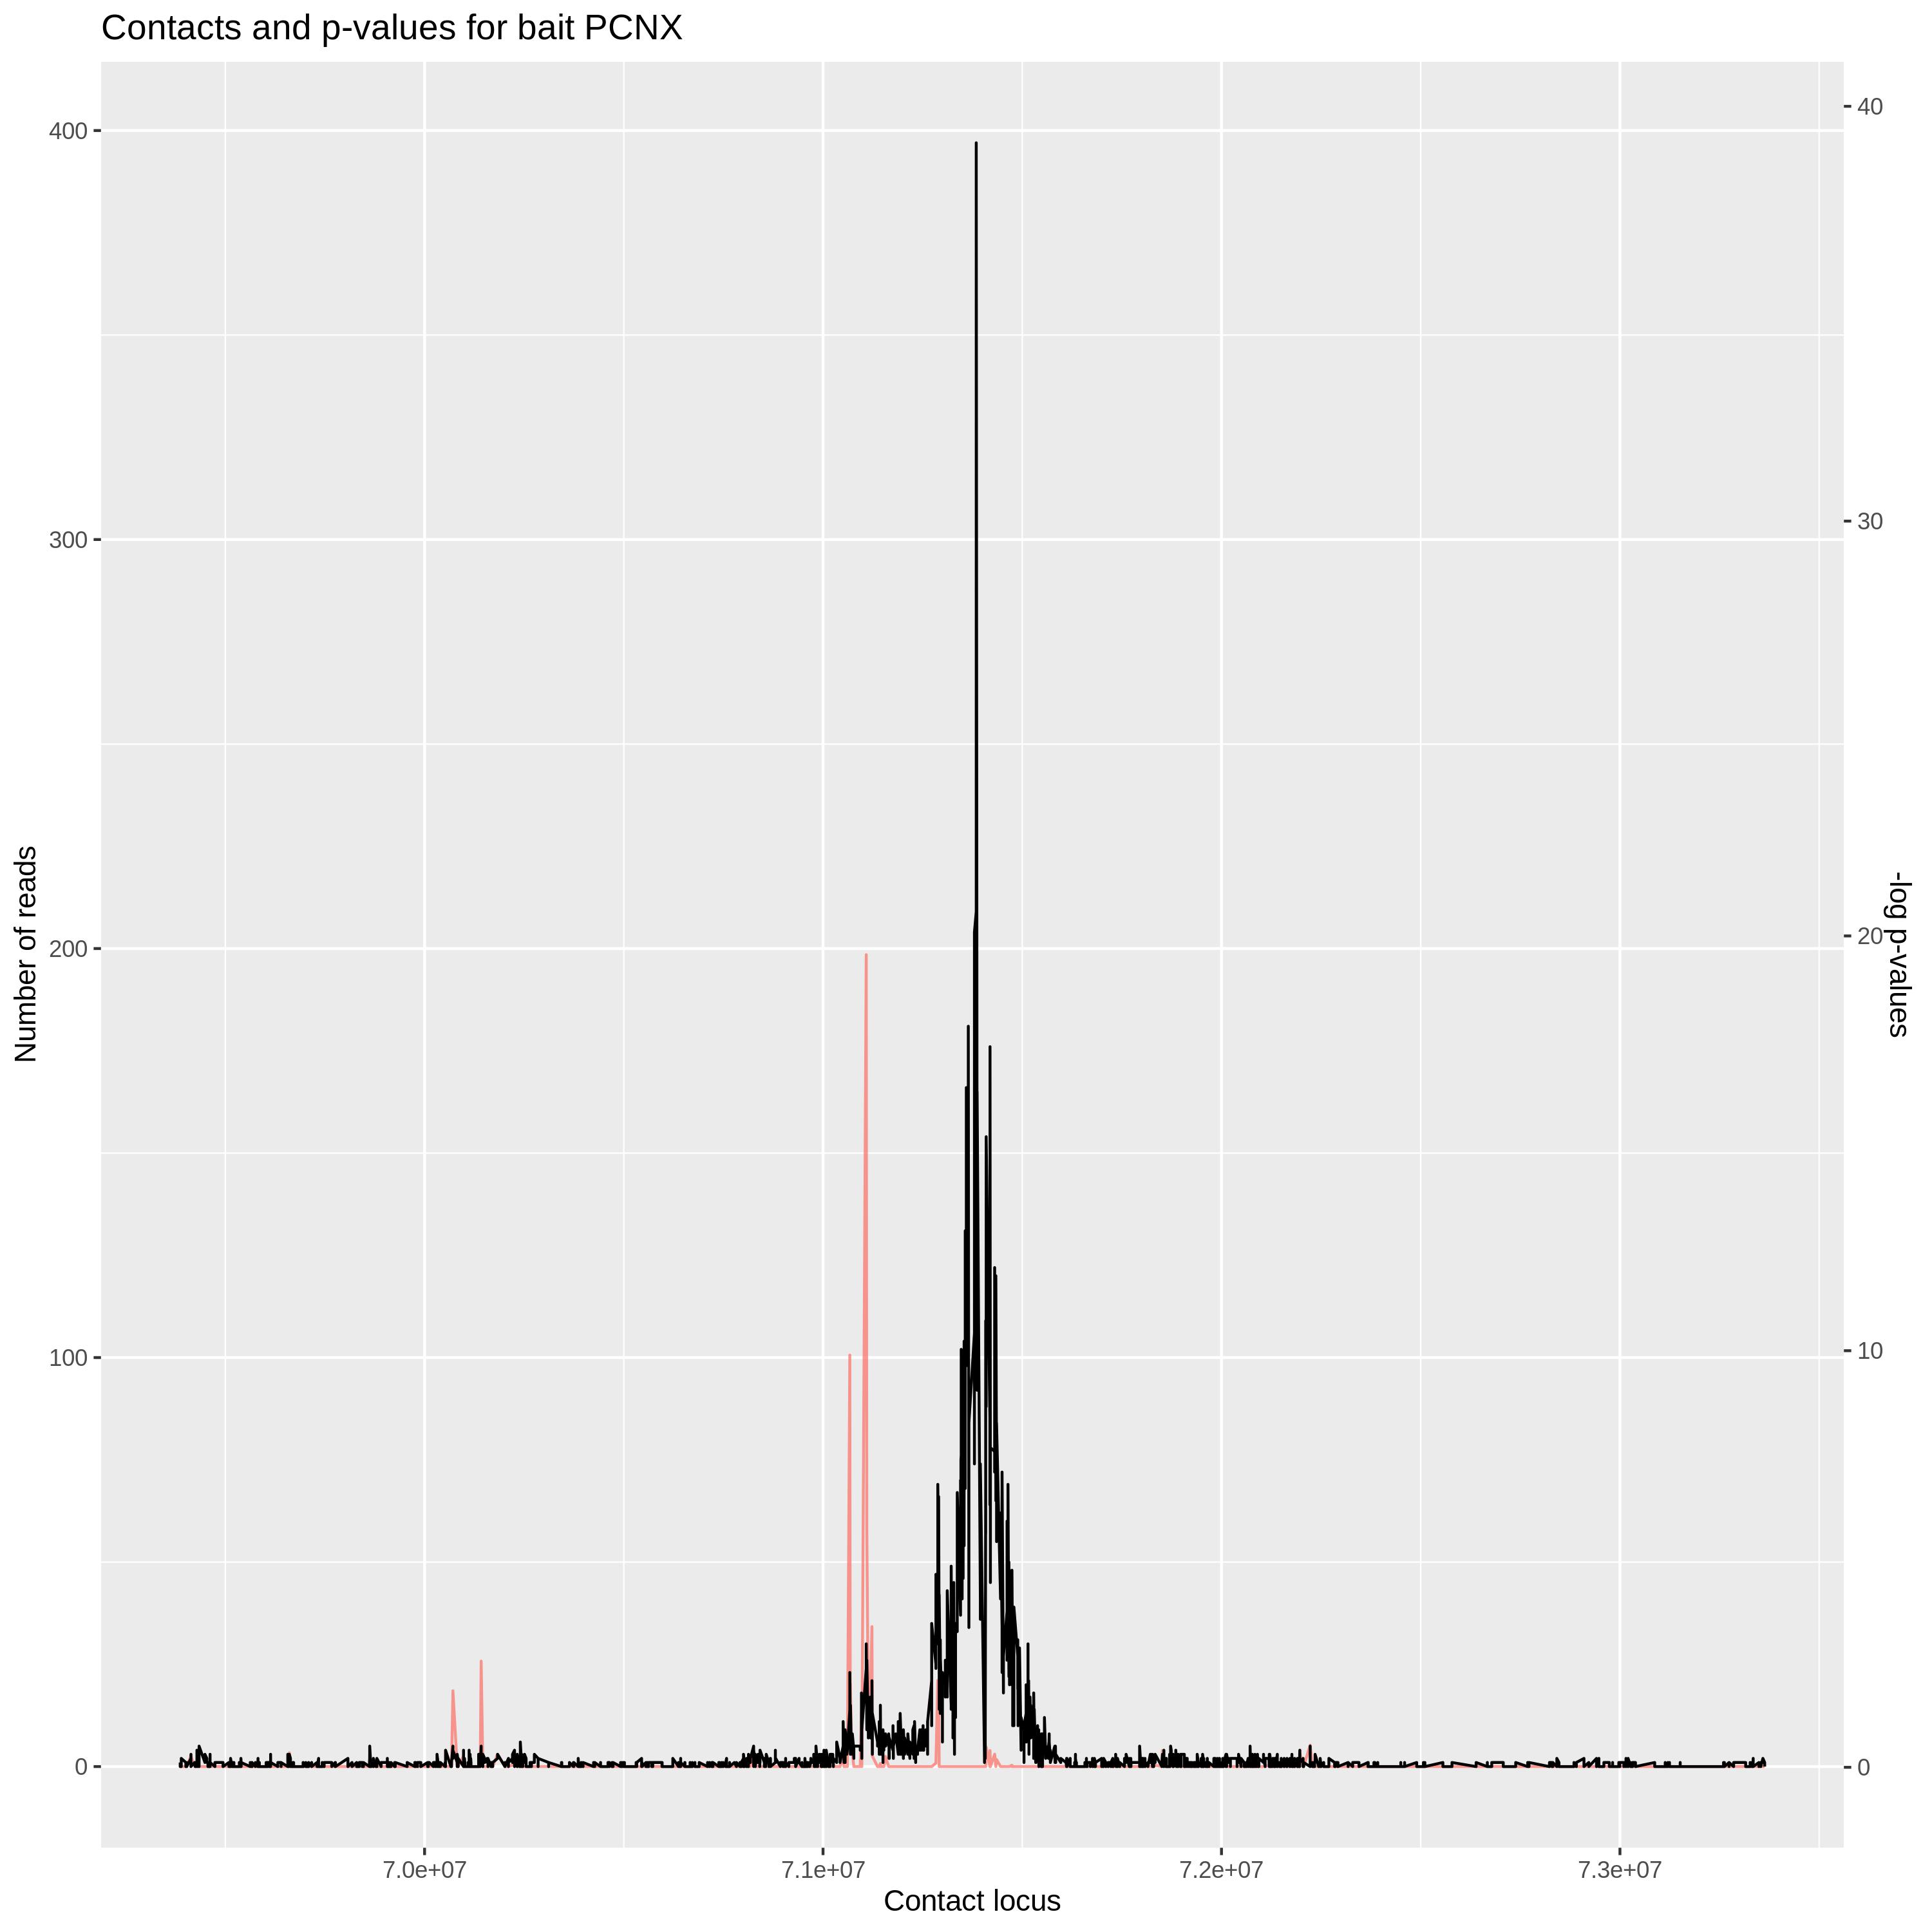 Contacts and p-values for bait PCNX
400
300
200
100
0
Number of reads
40
30
20
10
0
-log p-values
7.0e+07
7.1e+07
7.2e+07
7.3e+07
Contact locus